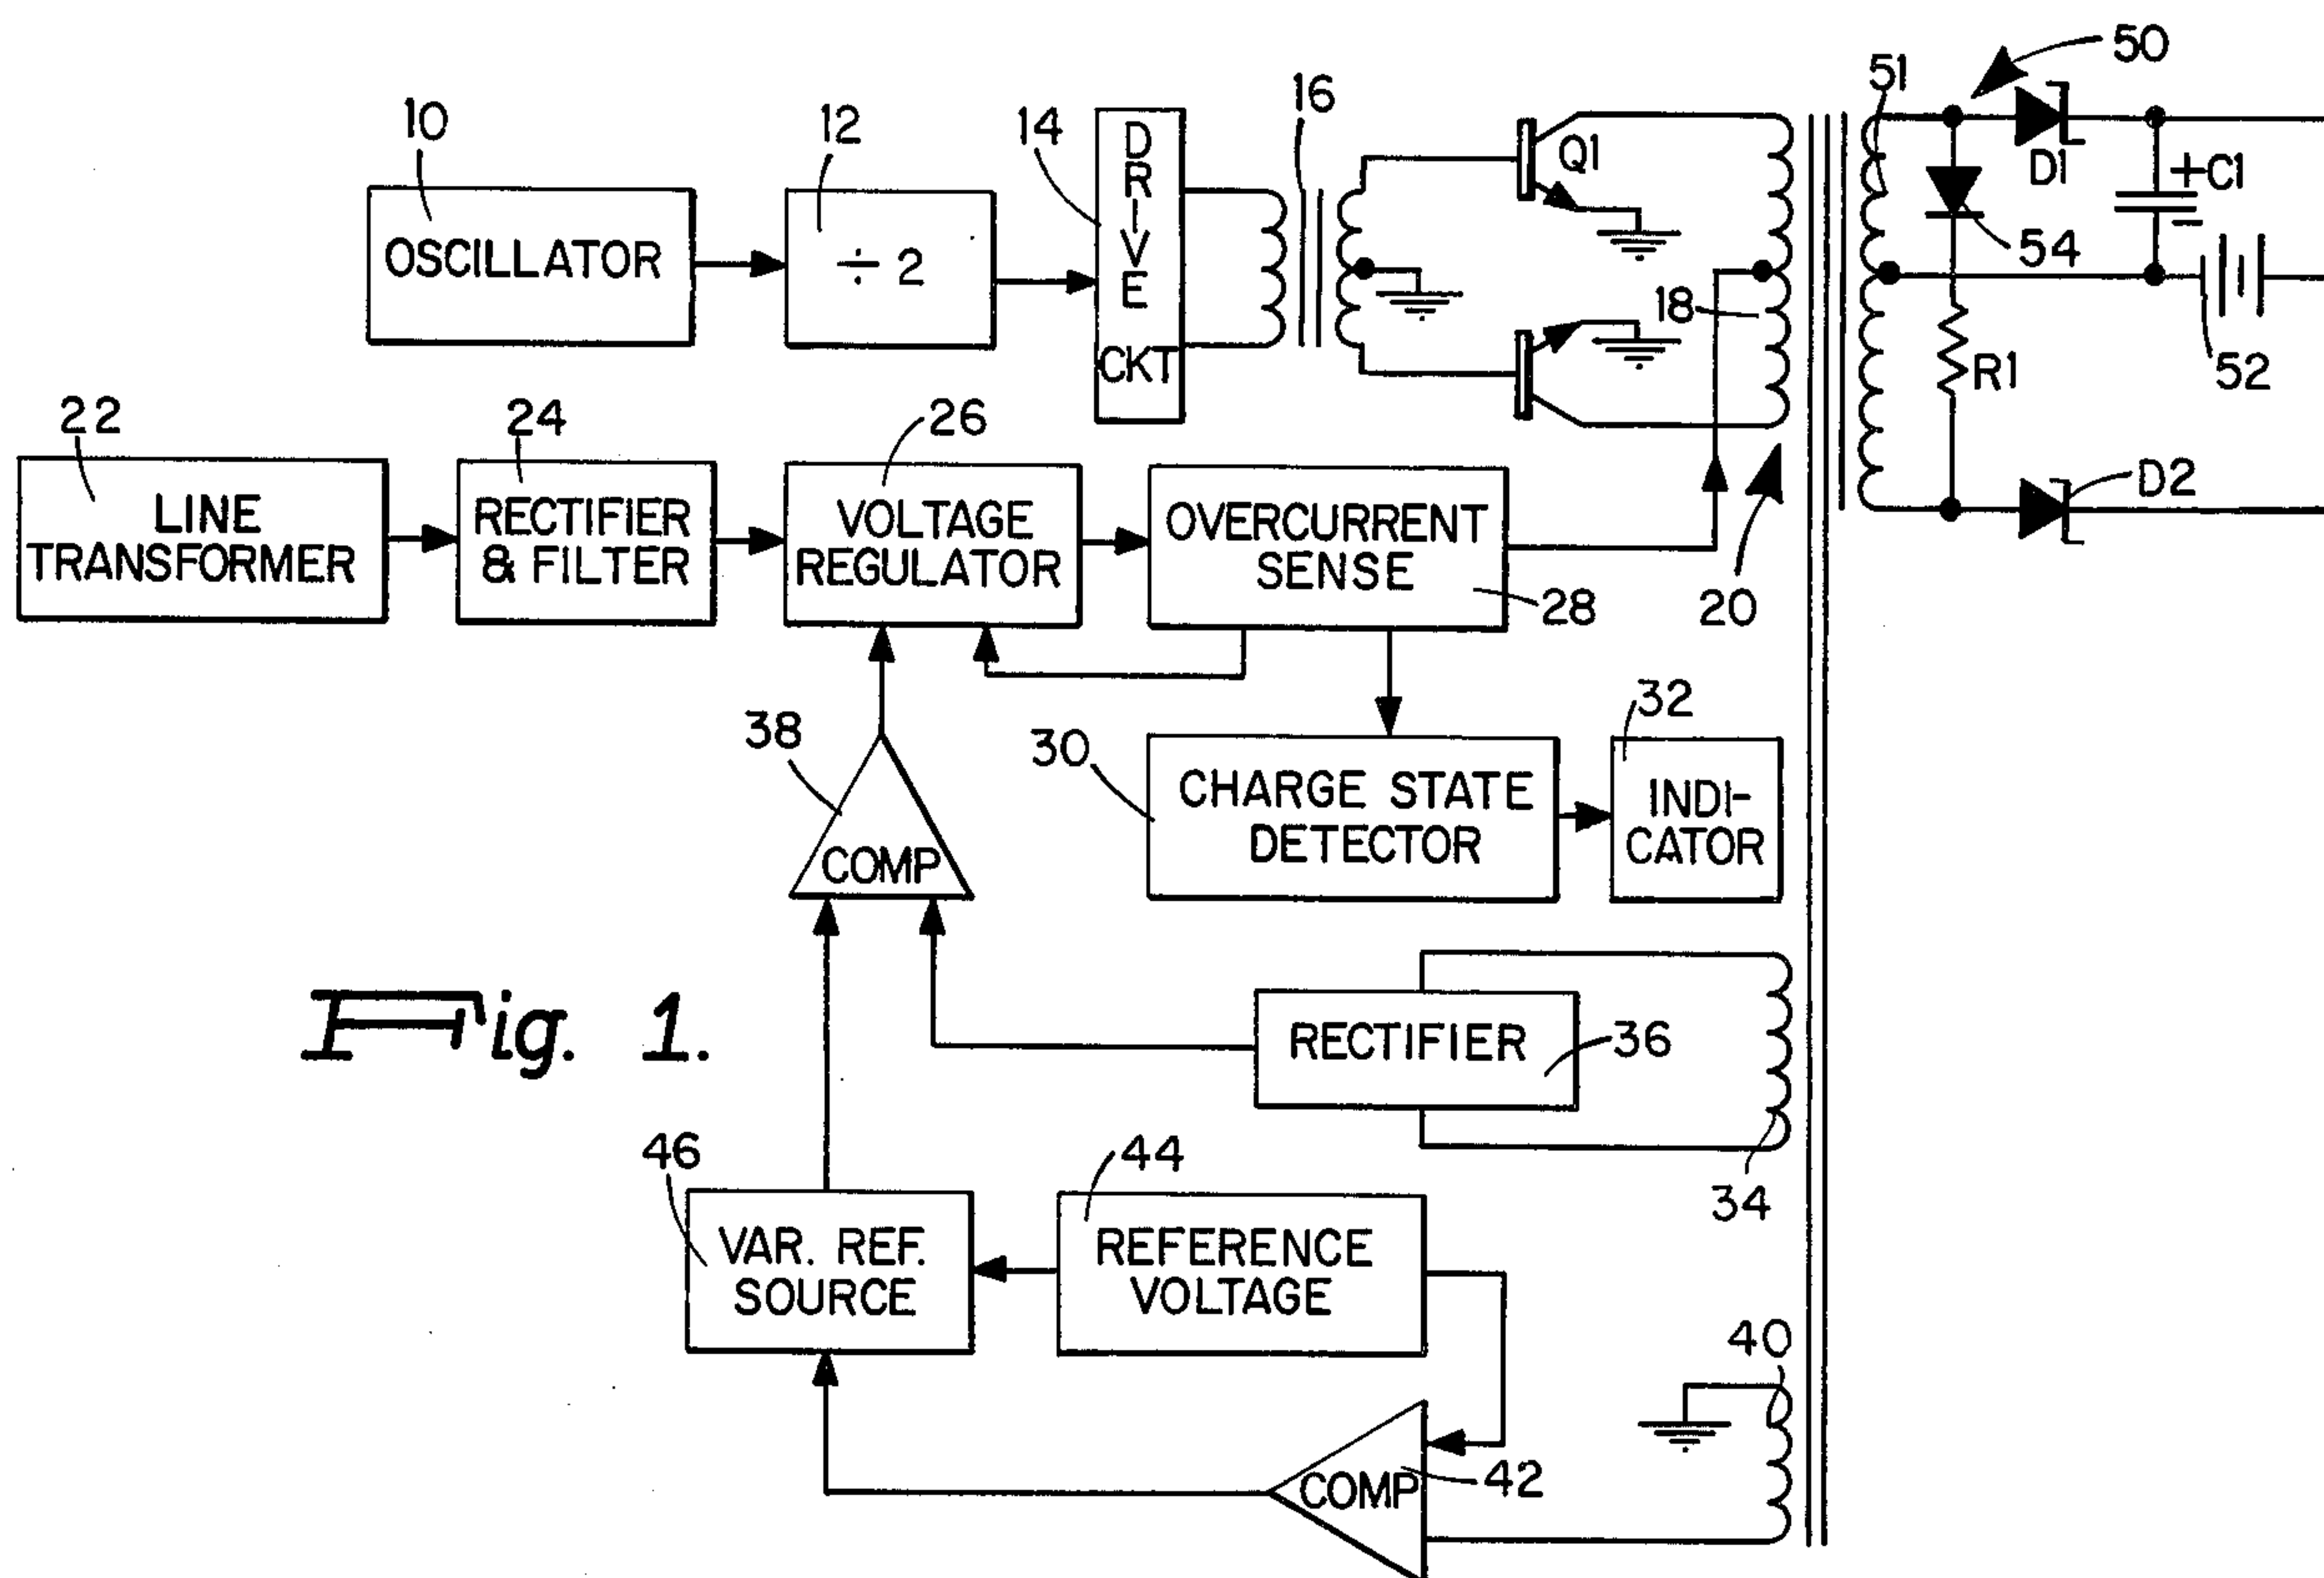 10
12
14
16
Q1
51
50
D1
+C1
54
OSCILLATOR
÷ 2
DRIVE
CKT
18
R1
52
22
24
26
D2
LINE
TRANSFORMER
RECTIFIER
& FILTER
VOLTAGE
REGULATOR
OVERCURRENT
SENSE
28
20
38
30
32
CHARGE STATE
DETECTOR
INDI-
CATOR
COMP
Fig. 1.
RECTIFIER
36
46
44
34
VAR. REF.
SOURCE
REFERENCE
VOLTAGE
40
COMP
42